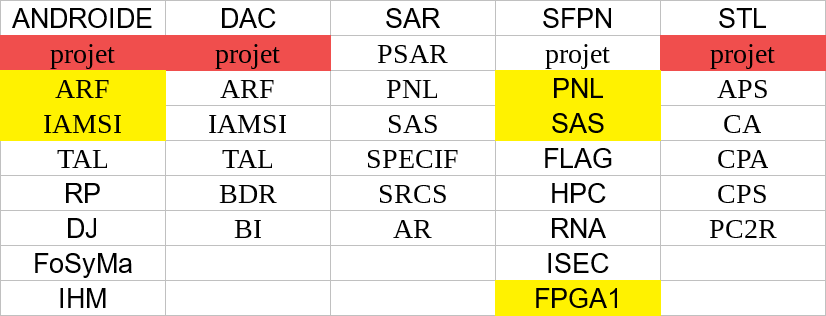 ANDROIDE DAC SAR SFPN STL
projet projet PSAR projet projet
ARF ARF PNL PNL APS
IAMSI IAMSI SAS SAS CA
TAL TAL SPECIF FLAG CPA
RP BDR SRCS HPC CPS
DJ BI AR RNA PC2R
FoSyMa ISEC
IHM FPGA1